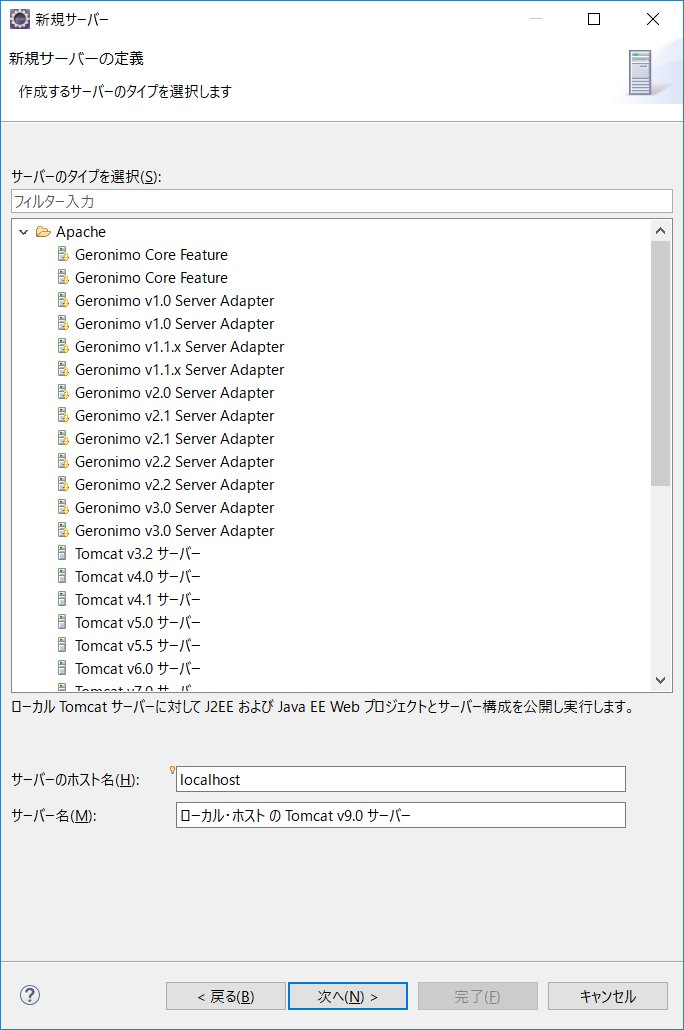 新規サーバー
新規サーバーの定義
作成するサーバーのタイプを選択します
サーバーのタイプを選択(S):
フィルター入力
Apache
Geronimo Core Feature
Geronimo Core Feature
Geronimo v1.0 Server Adapter
Geronimo v1.0 Server Adapter
Geronimo v1.1.x Server Adapter
Geronimo v1.1.x Server Adapter
Geronimo v2.0 Server Adapter
Geronimo v2.1 Server Adapter
Geronimo v2.1 Server Adapter
Geronimo v2.2 Server Adapter
Geronimo v2.2 Server Adapter
Geronimo v3.0 Server Adapter
Geronimo v3.0 Server Adapter
Tomcat v3.2 サーバー
Tomcat v4.0 サーバー
Tomcat v4.1 サーバー
Tomcat v5.0 サーバー
Tomcat v5.5 サーバー
Tomcat v6.0 サーバー
Tomcat v7.0 サーバー
ローカル Tomcat サーバーに対して J2EE および Java EE Web プロジェクトとサーバー構成を公開し実行します。
サーバーのホスト名(H): localhost
サーバー名(M): ローカル・ホスト の Tomcat v9.0 サーバー
< 戻る(B) 次へ(N) > 完了(F) キャンセル